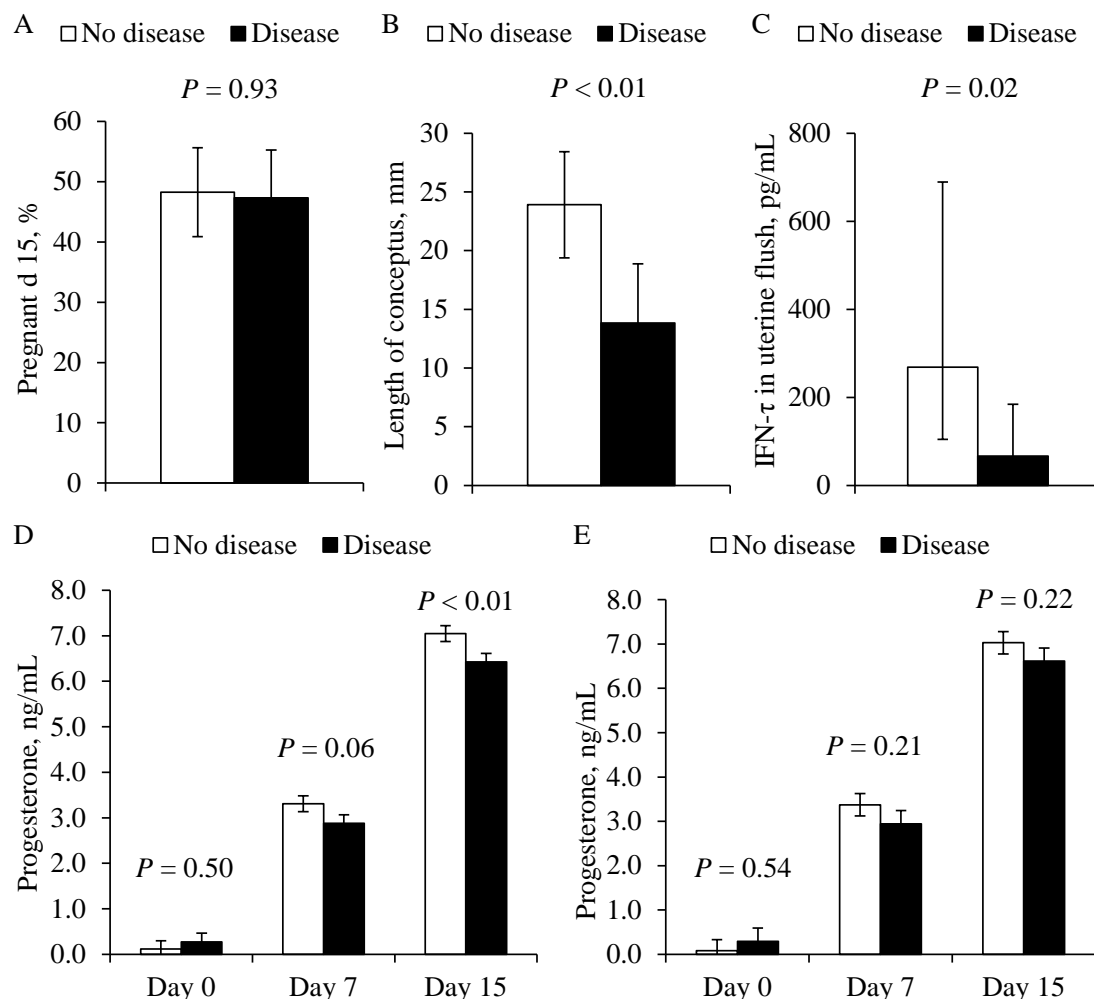 A □ No disease ■ Disease
P = 0.93
Pregnant d 15, %
60
50
40
30
20
10
0
B □ No disease ■ Disease
P < 0.01
Length of conceptus, mm
30
25
20
15
10
5
0
C □ No disease ■ Disease
P = 0.02
IFN-τ in uterine flush, pg/mL
800
600
400
200
0
D
□ No disease ■ Disease
Progesterone, ng/mL
8.0
7.0
6.0
5.0
4.0
3.0
2.0
1.0
0.0
P = 0.50
P = 0.06
P < 0.01
Day 0 Day 7 Day 15
E
□ No disease ■ Disease
Progesterone, ng/mL
8.0
7.0
6.0
5.0
4.0
3.0
2.0
1.0
0.0
P = 0.54
P = 0.21
P = 0.22
Day 0 Day 7 Day 15